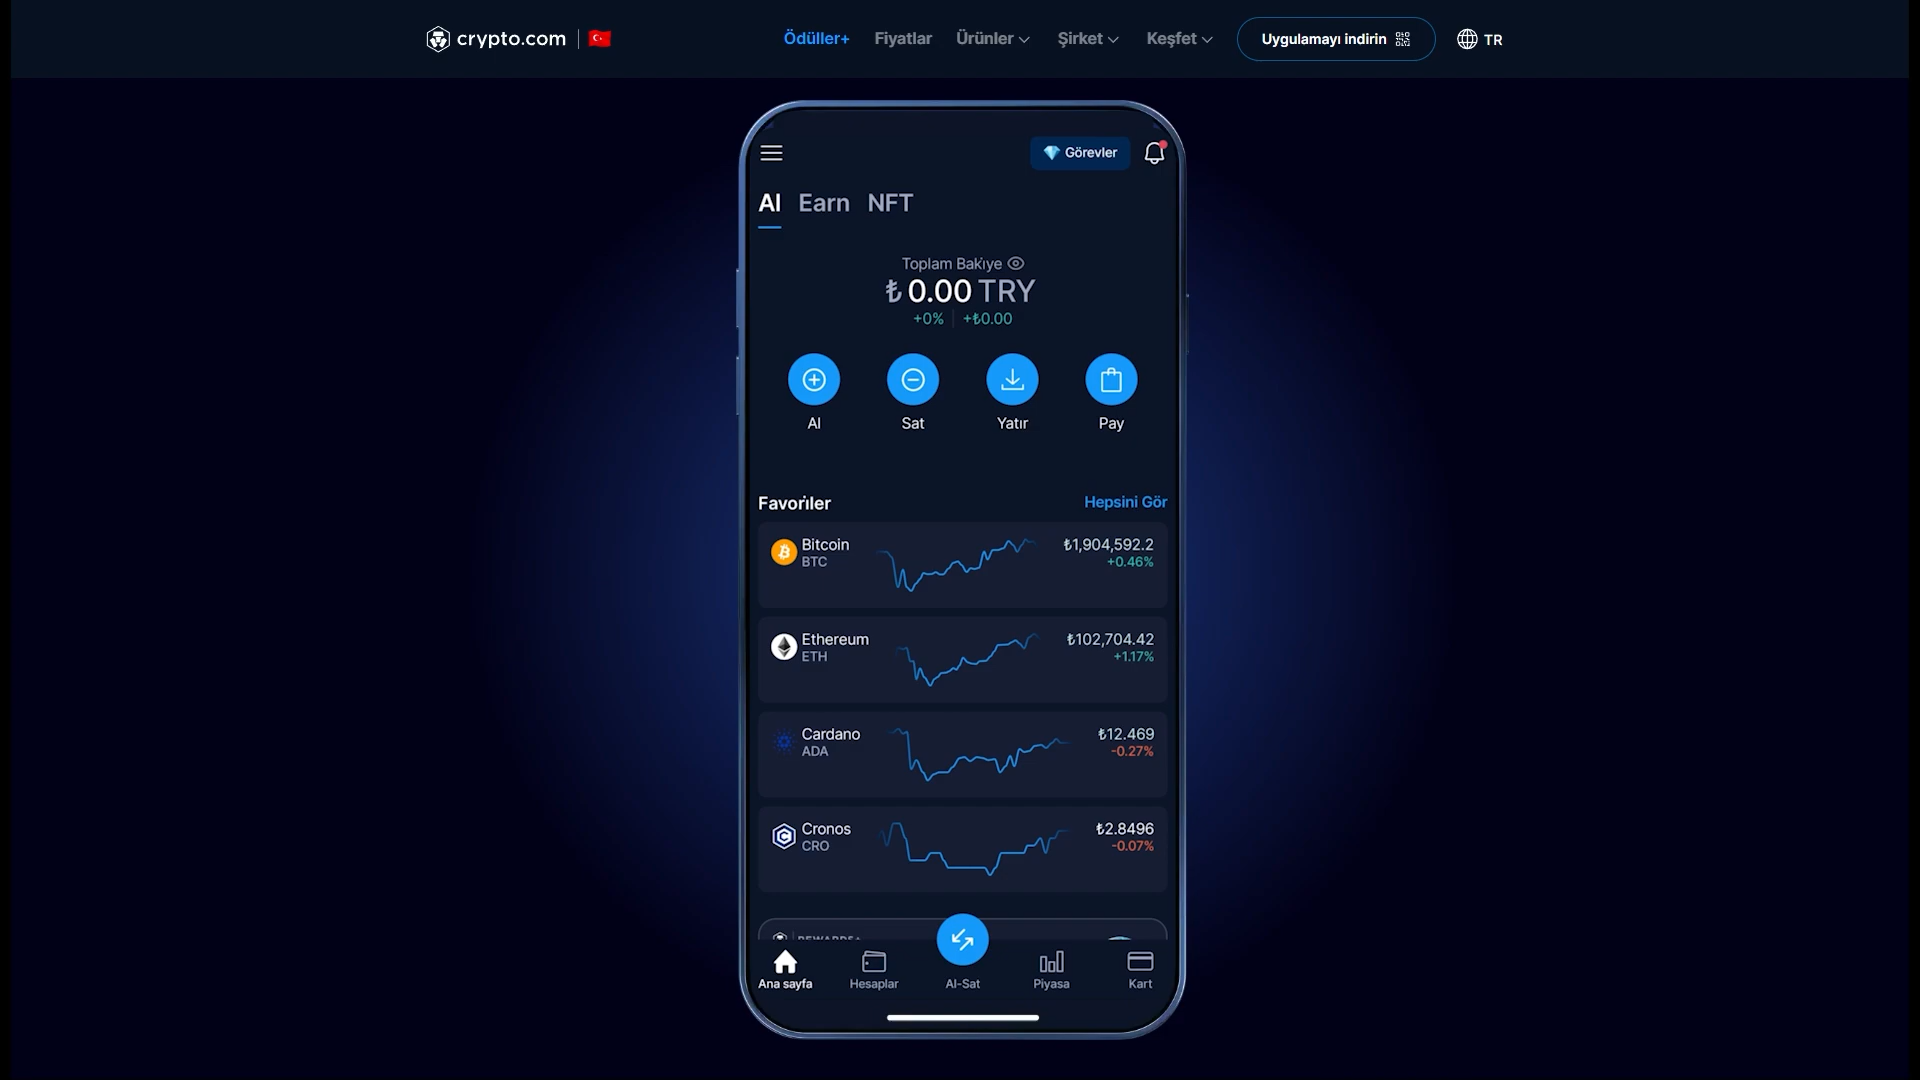 crypto.com
Ödüller+
Fiyatlar
Ürünler
Şirket
Keşfet
Uygulamayı indirin
TR
Görevler
Al Earn NFT
Toplam Bakiye
₺0.00 TRY
+0% +₺0.00
Al
Sat
Yatır
Pay
Favoriler
Hepsini Gör
Bitcoin
BTC
₺1,904,592.2
+0.46%
Ethereum
ETH
₺102,704.42
+1.17%
Cardano
ADA
₺12.469
-0.27%
Cronos
CRO
₺2.8496
-0.07%
REWARDS+
Ana sayfa
Hesaplar
Al-Sat
Piyasa
Kart